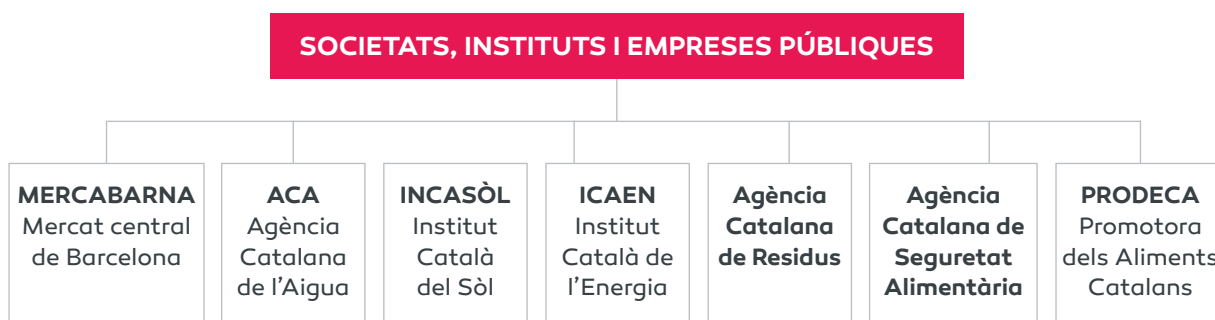 SOCIETATS, INSTITUTS I EMPRESES PÚBLIQUES
MERCABARNA
Mercat central
de Barcelona
ACA
Agència
Catalana
de l'Aigua
INCASÒL
Institut
Català
del Sòl
ICAEN
Institut
Català de
l'Energia
Agència
Catalana
de Residus
Agència
Catalana de
Seguretat
Alimentària
PRODECA
Promotora
dels Aliments
Catalans